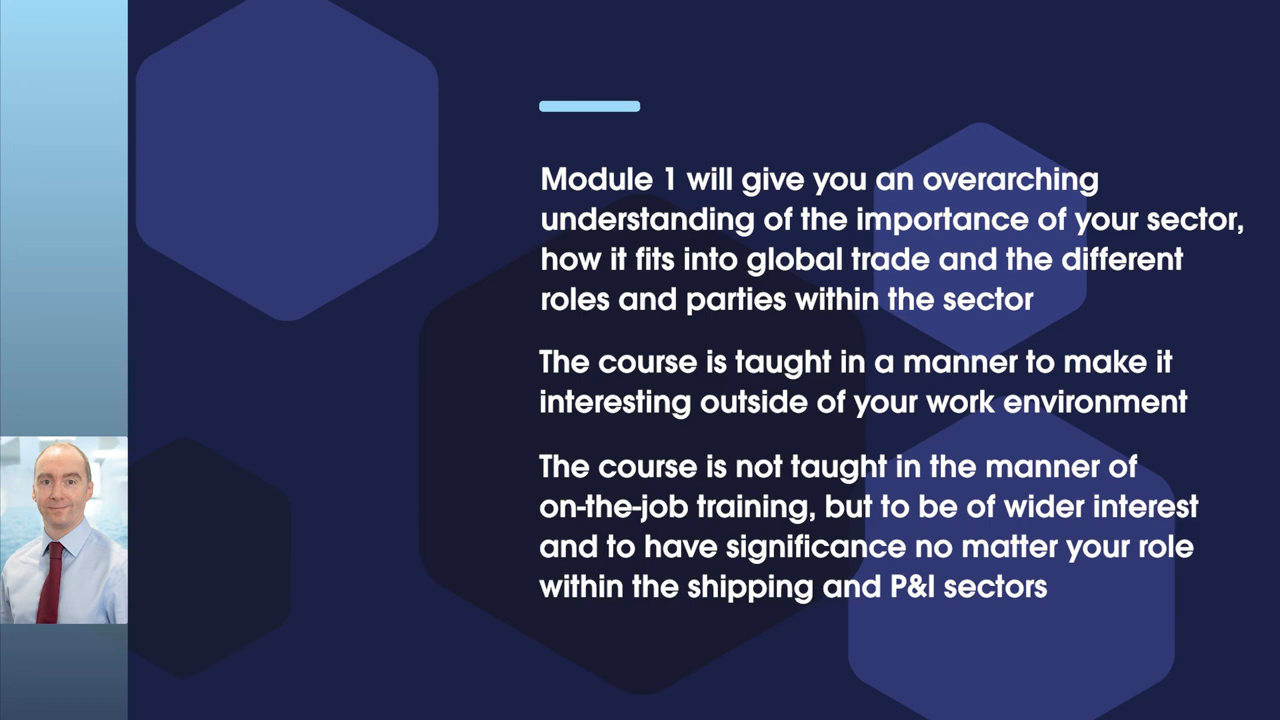 Module 1 will give you an overarching
understanding of the importance of your sector,
how it fits into global trade and the different
roles and parties within the sector
The course is taught in a manner to make it
interesting outside of your work environment
The course is not taught in the manner of
on-the-job training, but to be of wider interest
and to have significance no matter your role
within the shipping and P&I sectors